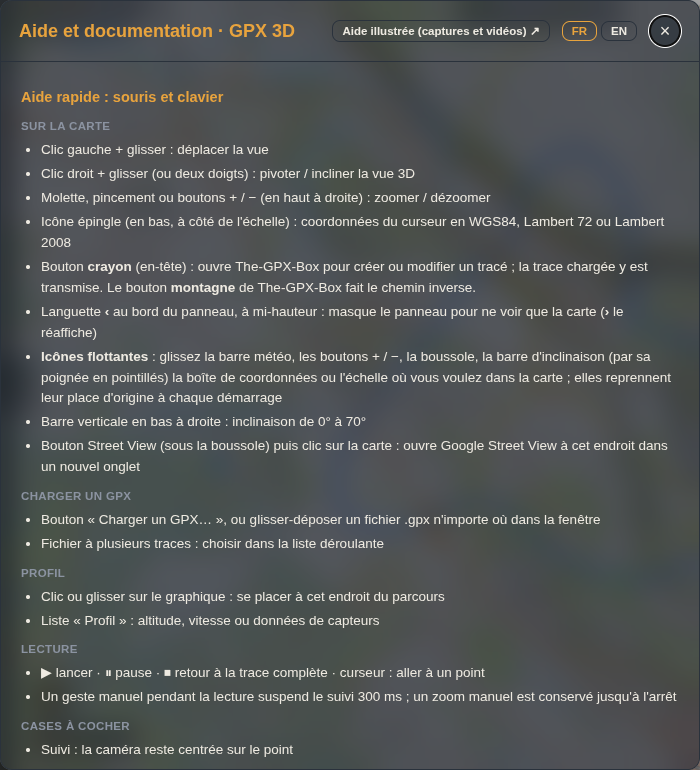 Aide et documentation · GPX 3D
Aide illustrée (captures et vidéos) ↗
FR
EN
×
Aide rapide : souris et clavier
SUR LA CARTE
• Clic gauche + glisser : déplacer la vue
• Clic droit + glisser (ou deux doigts) : pivoter / incliner la vue 3D
• Molette, pincement ou boutons + / − (en haut à droite) : zoomer / dézoomer
• Icône épingle (en bas, à côté de l'échelle) : coordonnées du curseur en WGS84, Lambert 72 ou Lambert
2008
• Bouton crayon (en-tête) : ouvre The-GPX-Box pour créer ou modifier un tracé ; la trace chargée y est
transmise. Le bouton montagne de The-GPX-Box fait le chemin inverse.
• Languette ‹ au bord du panneau, à mi-hauteur : masque le panneau pour ne voir que la carte (› le
réaffiche)
• Icônes flottantes : glissez la barre météo, les boutons + / −, la boussole, la barre d'inclinaison (par sa
poignée en pointillés) la boîte de coordonnées ou l'échelle où vous voulez dans la carte ; elles reprennent
leur place d'origine à chaque démarrage
• Barre verticale en bas à droite : inclinaison de 0° à 70°
• Bouton Street View (sous la boussole) puis clic sur la carte : ouvre Google Street View à cet endroit dans
un nouvel onglet
CHARGER UN GPX
• Bouton « Charger un GPX… », ou glisser-déposer un fichier .gpx n'importe où dans la fenêtre
• Fichier à plusieurs traces : choisir dans la liste déroulante
PROFIL
• Clic ou glisser sur le graphique : se placer à cet endroit du parcours
• Liste « Profil » : altitude, vitesse ou données de capteurs
LECTURE
• ▶ lancer · ⏸ pause · ⏹ retour à la trace complète · curseur : aller à un point
• Un geste manuel pendant la lecture suspend le suivi 300 ms ; un zoom manuel est conservé jusqu'à l'arrêt
CASES À COCHER
• Suivi : la caméra reste centrée sur le point